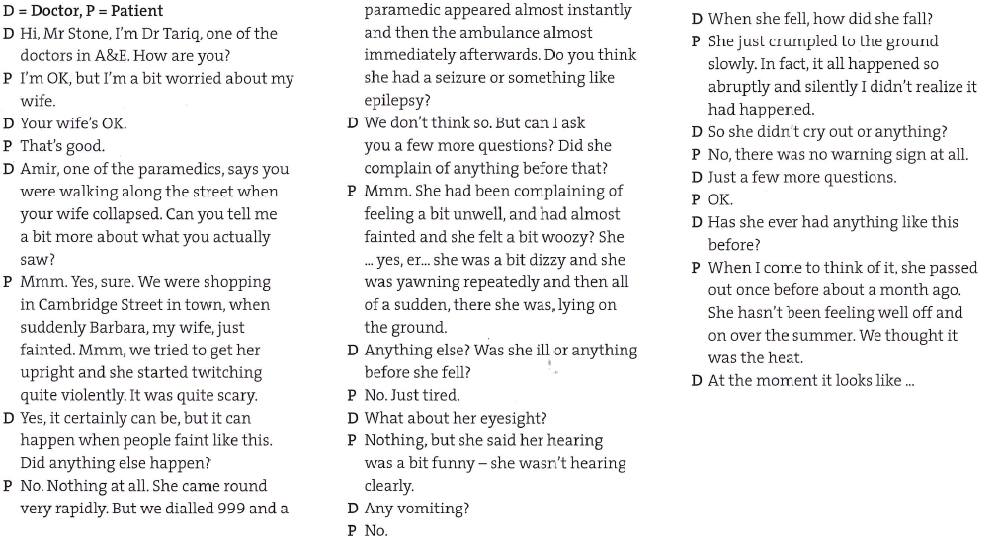 D = Doctor, P = Patient
D Hi, Mr Stone, I'm Dr Tariq, one of the
doctors in A&E. How are you?
P I'm OK, but I'm a bit worried about my
wife.
D Your wife's OK.
P That's good.
D Amir, one of the paramedics, says you
were walking along the street when
your wife collapsed. Can you tell me
a bit more about what you actually
saw?
P Mmm. Yes, sure. We were shopping
in Cambridge Street in town, when
suddenly Barbara, my wife, just
fainted. Mmm, we tried to get her
upright and she started twitching
quite violently. It was quite scary.
D Yes, it certainly can be, but it can
happen when people faint like this.
Did anything else happen?
P No. Nothing at all. She came round
very rapidly. But we dialled 999 and a
paramedic appeared almost instantly
and then the ambulance almost
immediately afterwards. Do you think
she had a seizure or something like
epilepsy?
D We don't think so. But can I ask
you a few more questions? Did she
complain of anything before that?
P Mmm. She had been complaining of
feeling a bit unwell, and had almost
fainted and she felt a bit woozy? She
... yes, er... she was a bit dizzy and she
was yawning repeatedly and then all
of a sudden, there she was, lying on
the ground.
D Anything else? Was she ill or anything
before she fell?
P No. Just tired.
D What about her eyesight?
P Nothing, but she said her hearing
was a bit funny – she wasn't hearing
clearly.
D Any vomiting?
P No.
D When she fell, how did she fall?
P She just crumpled to the ground
slowly. In fact, it all happened so
abruptly and silently I didn't realize it
had happened.
D So she didn't cry out or anything?
P No, there was no warning sign at all.
D Just a few more questions.
P OK.
D Has she ever had anything like this
before?
P When I come to think of it, she passed
out once before about a month ago.
She hasn't been feeling well off and
on over the summer. We thought it
was the heat.
D At the moment it looks like ...